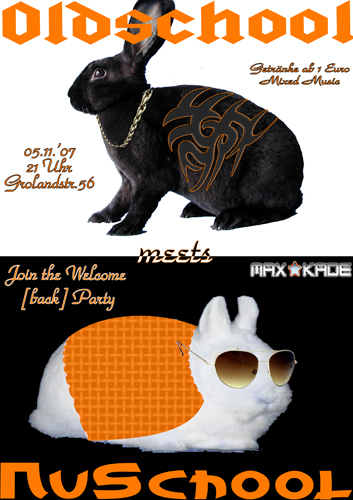 Oldschool
Getränke ab 1 Euro
Mixed Music
05.11.'07
21 Uhr
Grolandstr.56
meets
Join the Welcome
[back] Party
MAX KADE
NuSchool